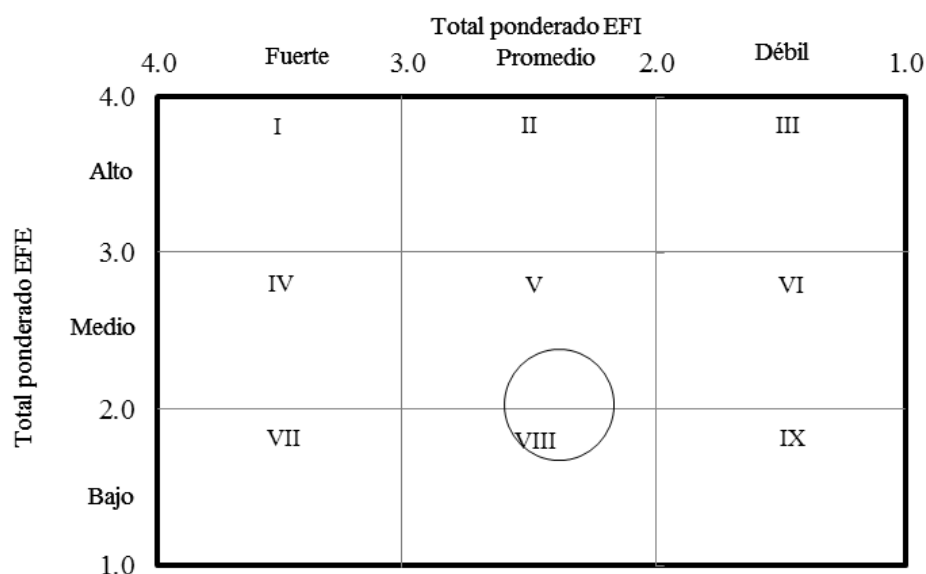 Total ponderado EFI
4.0 Fuerte 3.0 Promedio 2.0 Débil 1.0
4.0
I II III
Alto
3.0
IV V VI
Medio
Total ponderado EFE
2.0
VII VIII IX
Bajo
1.0